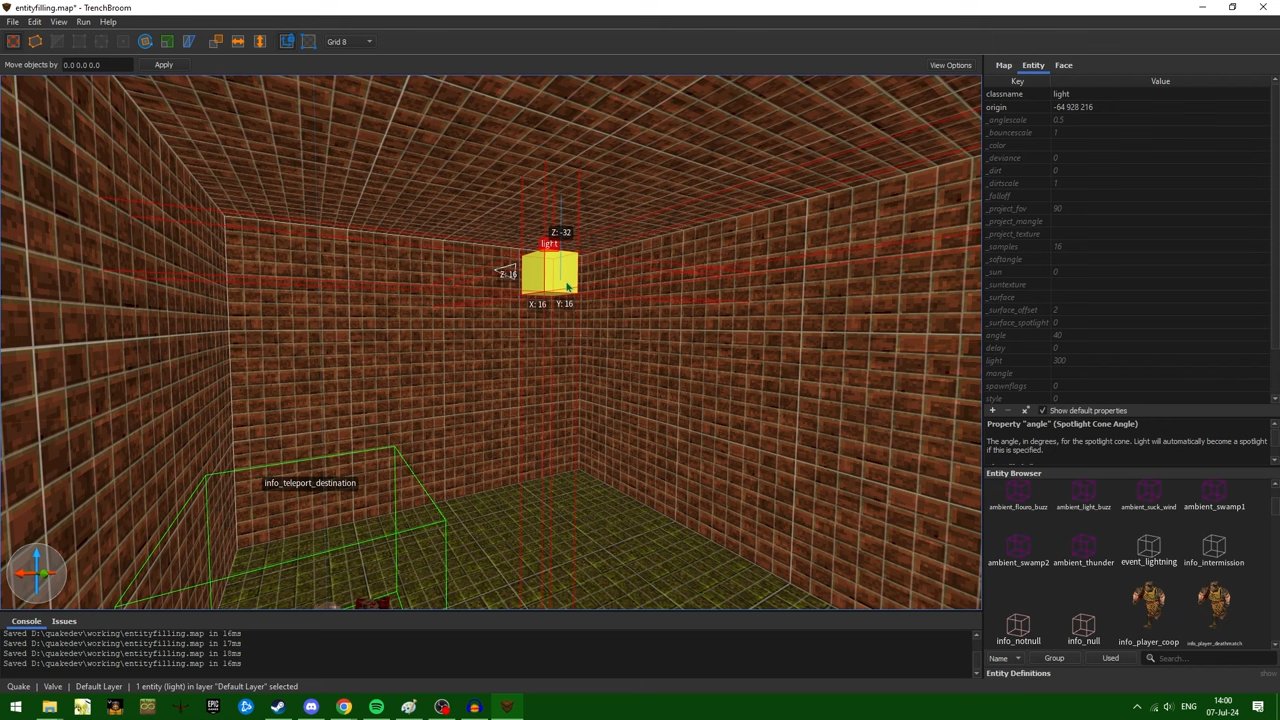 entityfilling.map* - TrenchBroom
File Edit View Run Help
Grid 8
Move objects by 0.0 0.0 0.0 Apply View Options
Map Entity Face
Key Value
classname light
origin -64 928 216
_anglescale 0.5
_bouncescale 1
_color
_deviance 0
_dirt 0
_dirtscale 1
_falloff
_project_fov 90
_project_mangle
_project_texture
_samples 16
_softangle
_sun 0
_suntexture
_surface
_surface_offset 2
_surface_spotlight 0
angle 40
delay 0
light 300
mangle
spawnflags 0
style 0
Z: -32
light
Z: 16
X: 16 Y: 16
info_teleport_destination
Show default properties
Property "angle" (Spotlight Cone Angle)
The angle, in degrees, for the spotlight cone. Light will automatically become a spotlight
if this is specified.
Entity Browser
ambient_flouro_buzz ambient_light_buzz ambient_suck_wind ambient_swamp1
ambient_swamp2 ambient_thunder event_lightning info_intermission
info_notnull info_null info_player_coop info_player_deathmatch
Name Group Used Search...
Entity Definitions show
Console Issues
Saved D:\quakedev\working\entityfilling.map in 16ms
Saved D:\quakedev\working\entityfilling.map in 17ms
Saved D:\quakedev\working\entityfilling.map in 18ms
Saved D:\quakedev\working\entityfilling.map in 16ms
Quake Valve Default Layer 1 entity (light) in layer "Default Layer" selected
EPIC
ENG
14:00
07-Jul-24